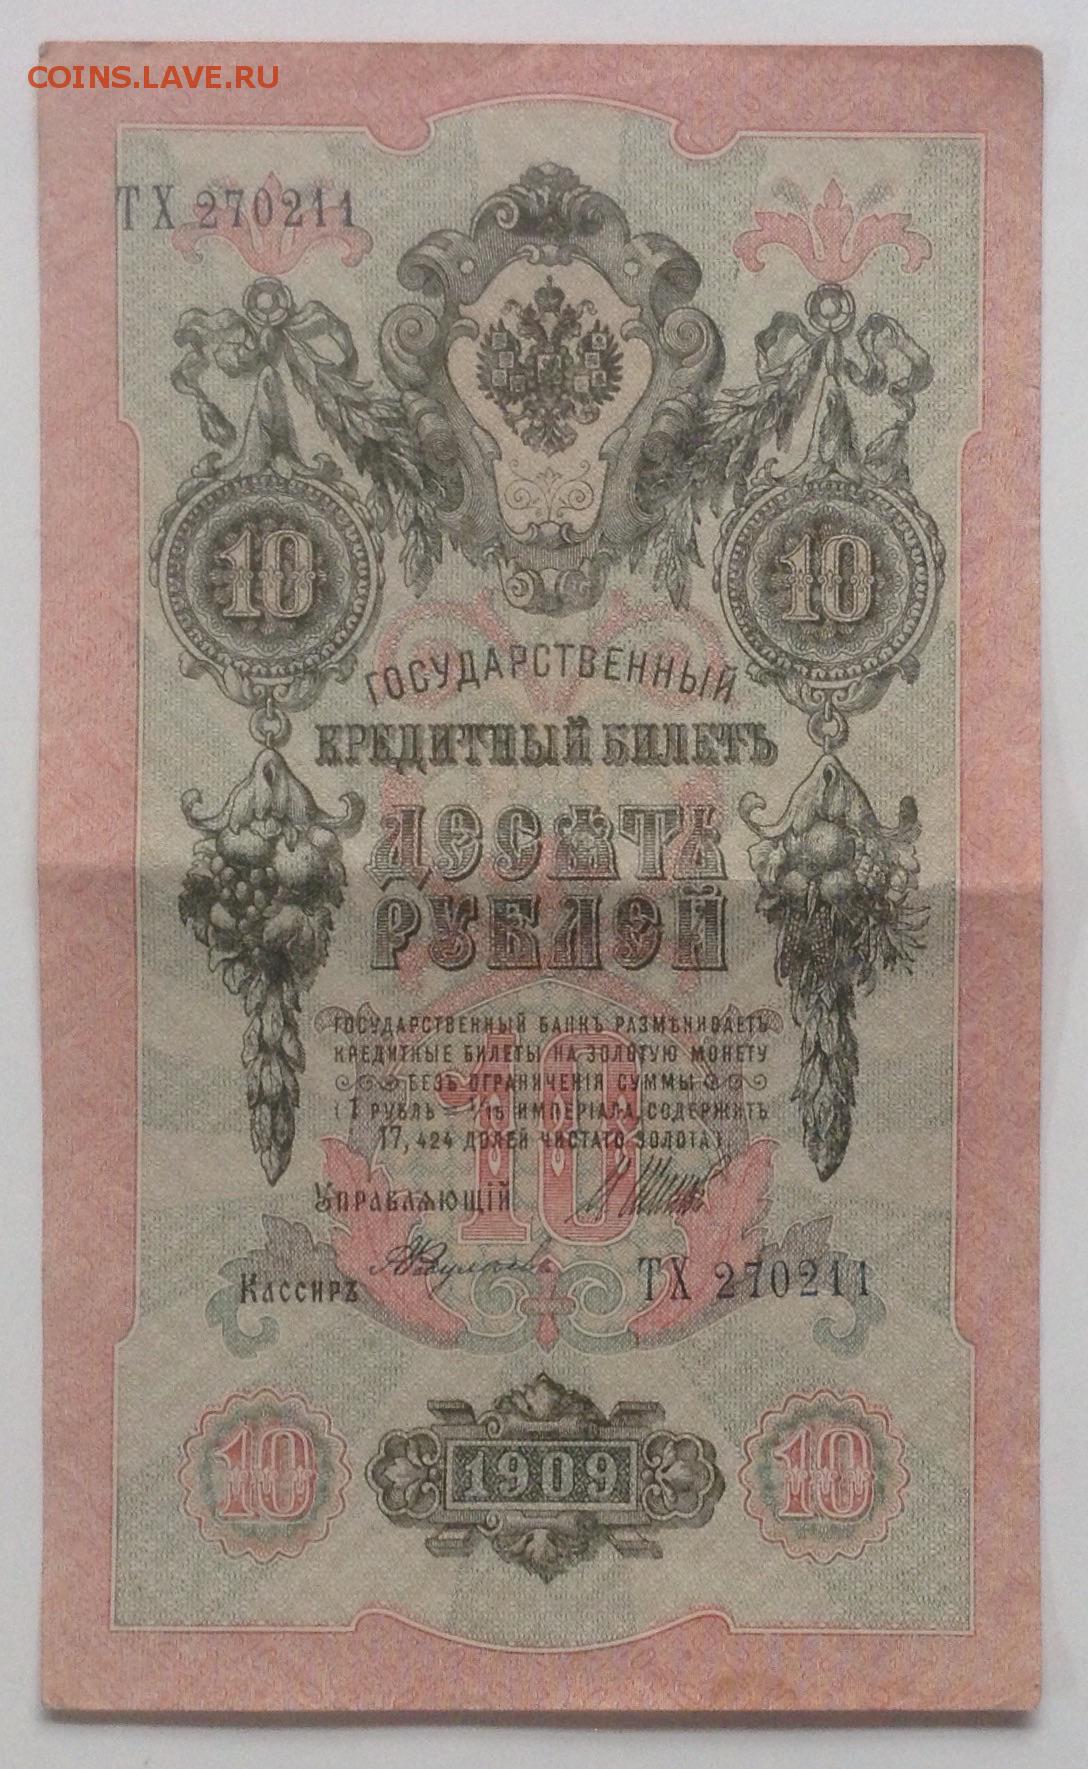 COINS.LAVE.RU
ТХ 270211
10 10
ГОСУДАРСТВЕННЫЙ
КРЕДИТНЫЙ БИЛЕТЪ
ДЕСЯТЬ
РУБЛЕЙ
ГОСУДАРСТВЕННЫЙ БАНКЪ РАЗМѢНИВАЕТЪ
КРЕДИТНЫЕ БИЛЕТЫ НА ЗОЛОТУЮ МОНЕТУ
БЕЗЪ ОГРАНИЧЕНІЯ СУММЫ
(1 РУБЛЬ = 1/15 ИМПЕРІАЛА, СОДЕРЖИТЪ
17,424 ДОЛЕЙ ЧИСТАГО ЗОЛОТА).
10
УПРАВЛЯЮЩІЙ
КАССИРЪ
ТХ 270211
10 1909 10